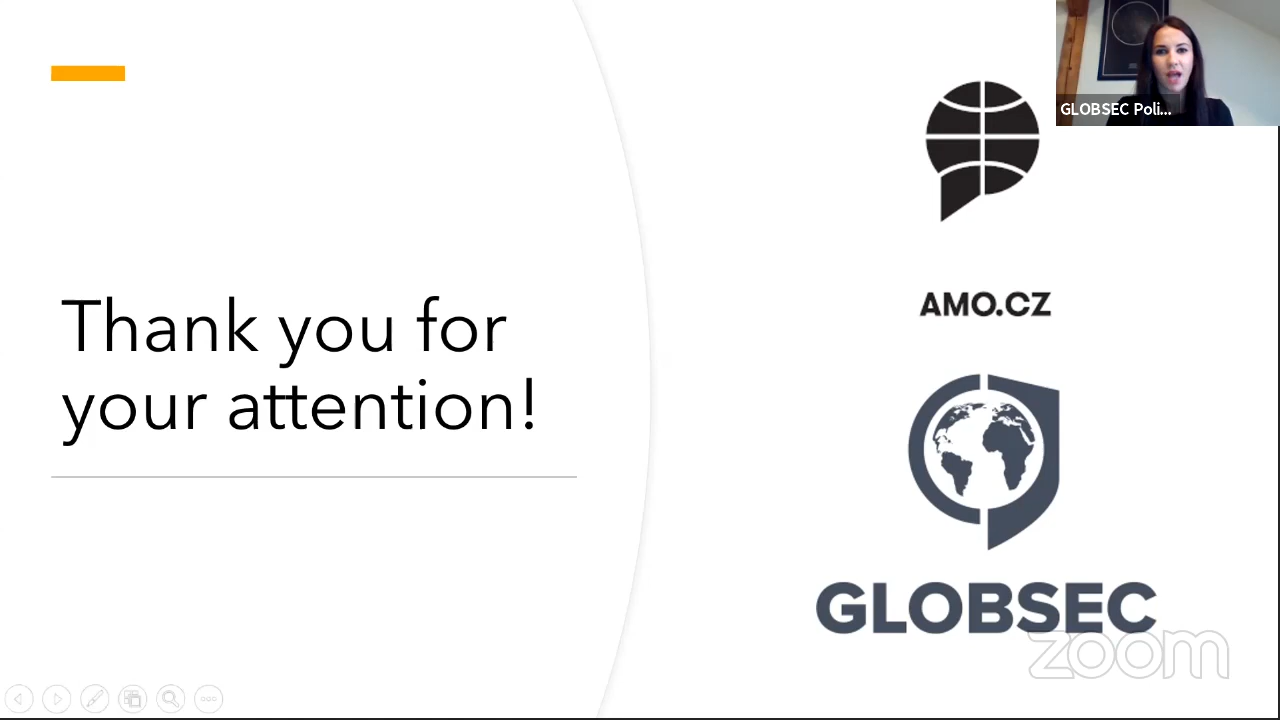 GLOBSEC Poli...
AMO.CZ
Thank you for
your attention!
GLOBSEC
zoom